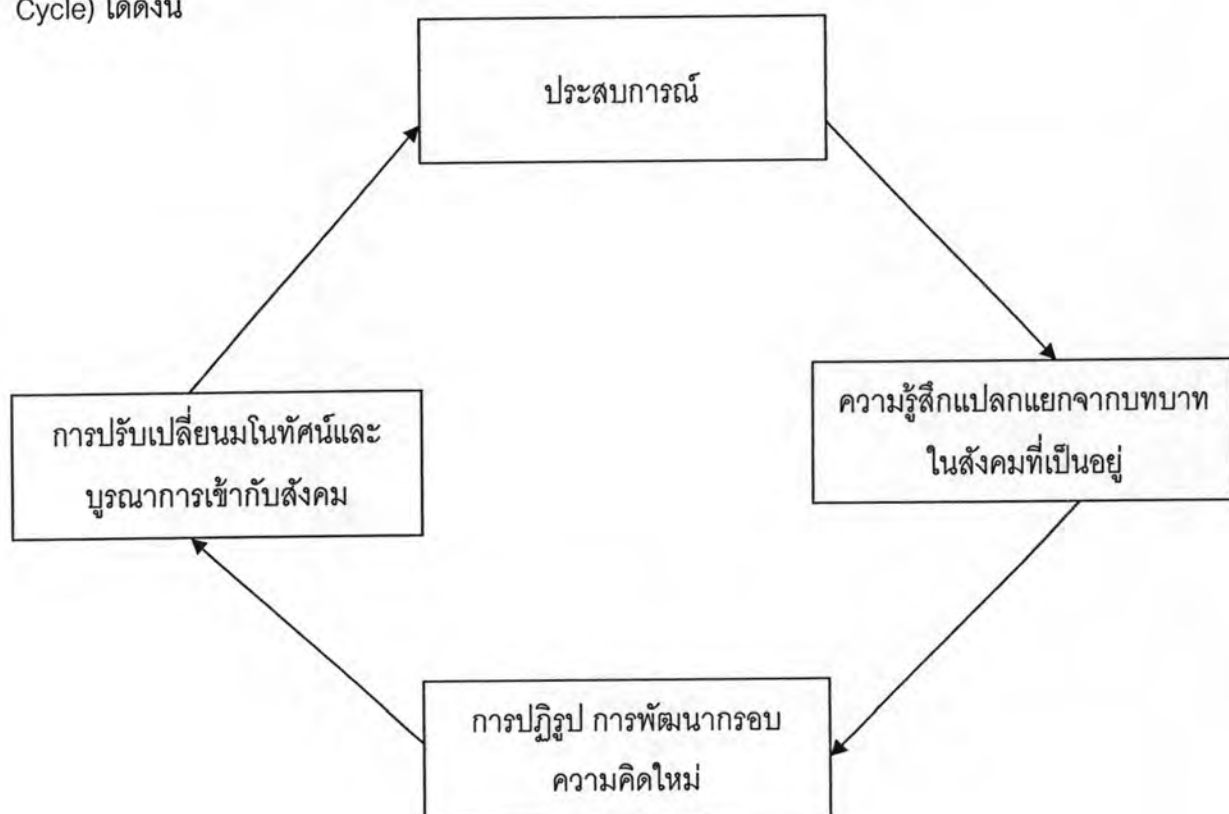 Cycle) ได้ดังนี้
ประสบการณ์
ความรู้สึกแปลกแยกจากบทบาท
ในสังคมที่เป็นอยู่
การปรับเปลี่ยนมโนทัศน์และ
บูรณาการเข้ากับสังคม
การปฏิรูป การพัฒนากรอบ
ความคิดใหม่